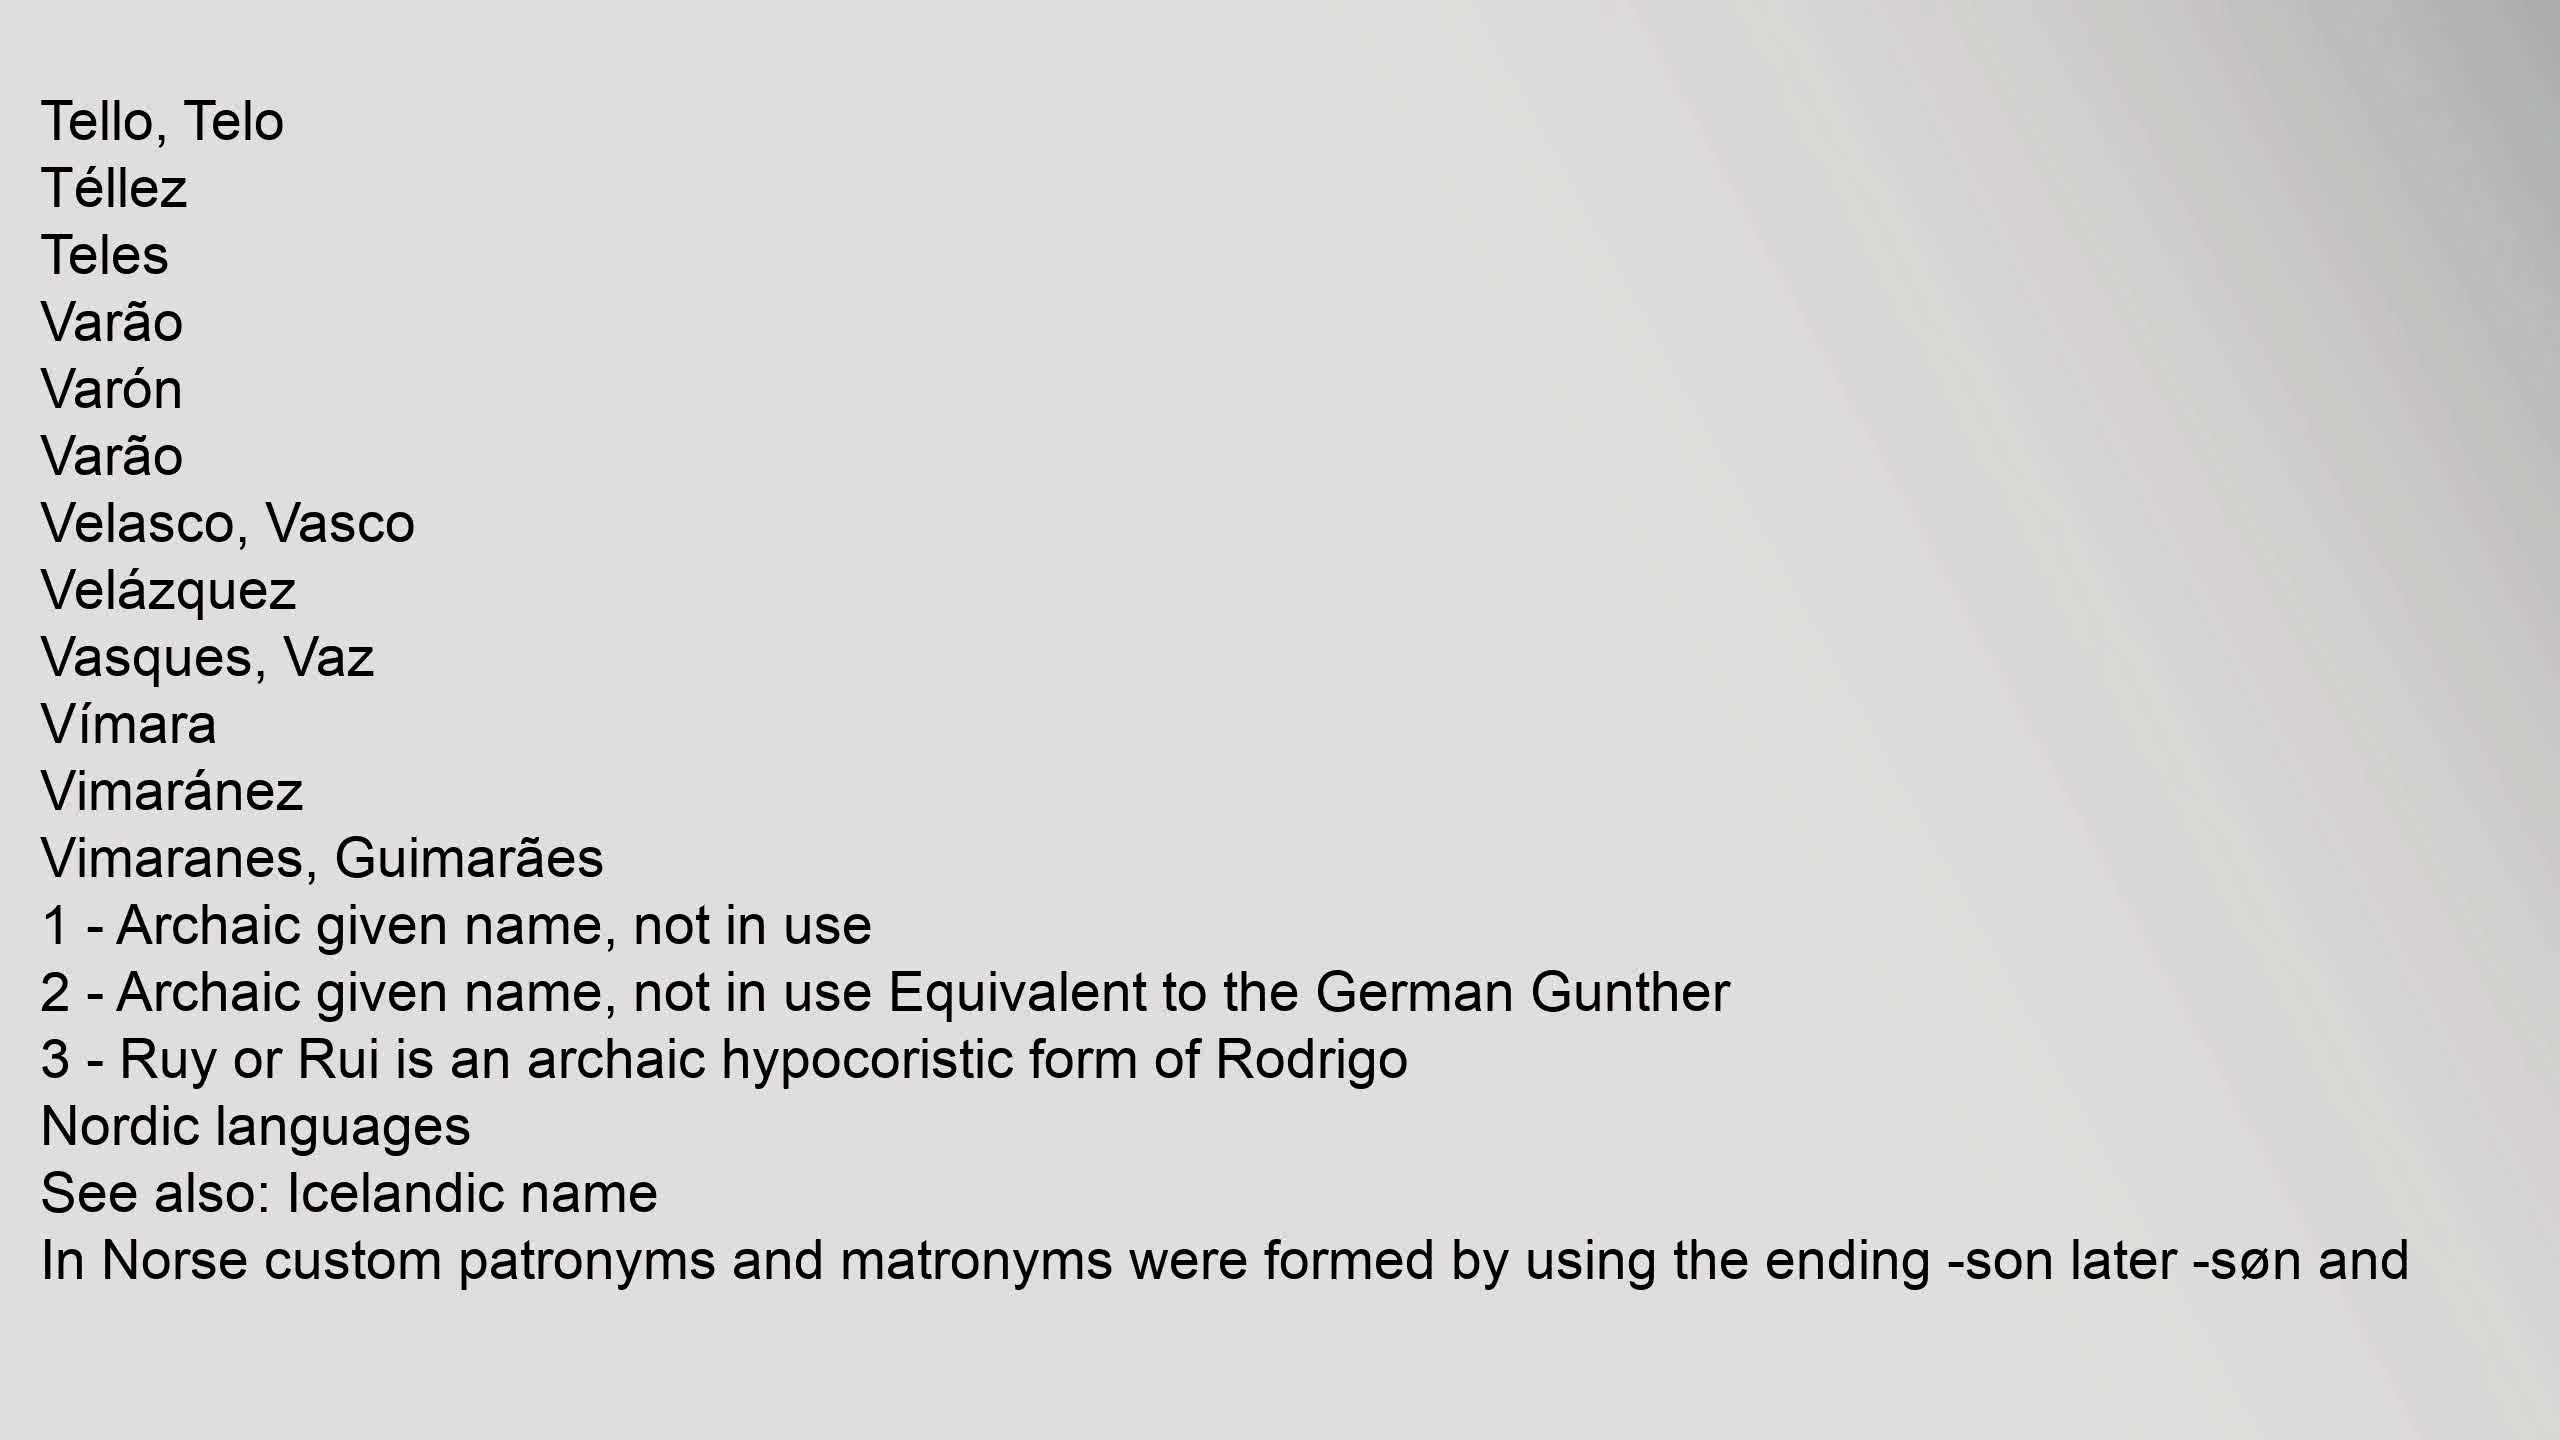 Tello, Telo
Téllez
Teles
Varão
Varón
Varão
Velasco, Vasco
Velázquez
Vasques, Vaz
Vímara
Vimaránez
Vimaranes, Guimarães
1 - Archaic given name, not in use
2 - Archaic given name, not in use Equivalent to the German Gunther
3 - Ruy or Rui is an archaic hypocoristic form of Rodrigo
Nordic languages
See also: Icelandic name
In Norse custom patronyms and matronyms were formed by using the ending -son later -søn and